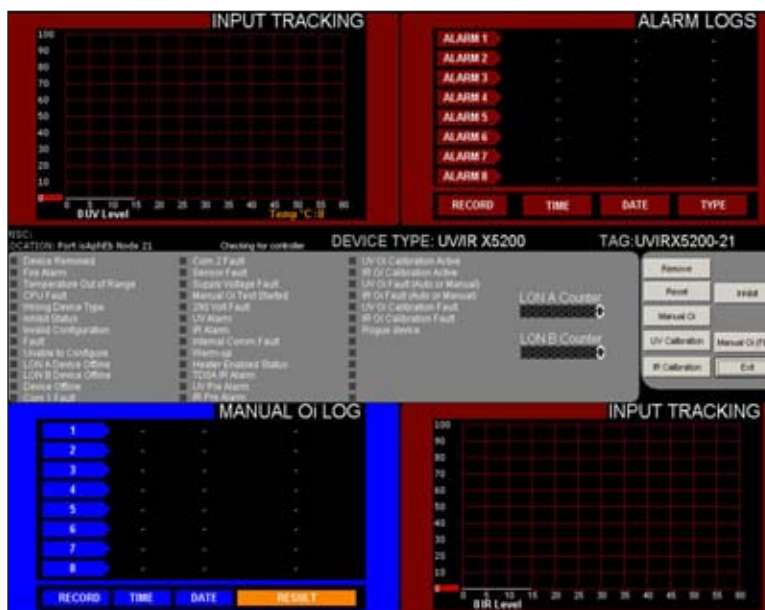 INPUT TRACKING
100
90
80
70
60
50
40
30
20
10
0
0 5 10 15 20 25 30 35 40 45 50 55 60
0 UV Level
Temp °C:0
ALARM LOGS
ALARM 1 - - -
ALARM 2 - - -
ALARM 3 - - -
ALARM 4 - - -
ALARM 5 - - -
ALARM 6 - - -
ALARM 7 - - -
ALARM 8 - - -
RECORD TIME DATE TYPE
OCATION: Port Node 21 Checking for controller DEVICE TYPE: UV/IR X5200 TAG:UVIRX5200-21
Device Removed
Fire Alarm
Temperature Out of Range
CPU Fault
Wrong Device Type
Inhibit Status
Invalid Configuration
Fault
Unable to Configure
LON A Device Offline
LON B Device Offline
Device Offline
Com 1 Fault
Com 2 Fault
Sensor Fault
Supply Voltage Fault
Manual Oi Test Started
290 Volt Fault
UV Alarm
IR Alarm
Internal Comm Fault
Warm-up
Heater Enabled Status
TDSA IR Alarm
UV Pre Alarm
IR Pre Alarm
UV Oi Calibration Active
IR Oi Calibration Active
UV Oi Fault (Auto or Manual)
IR Oi Fault (Auto or Manual)
UV Oi Calibration Fault
IR Oi Calibration Fault
Rogue device
LON A Counter
0
LON B Counter
0
Remove
Reset
Inhibit
Manual Oi
UV Calibration
Manual Oi
IR Calibration
Exit
MANUAL Oi LOG
1 - - -
2 - - -
3 - - -
4 - - -
5 - - -
6 - - -
7 - - -
8 - - -
RECORD TIME DATE RESULT
INPUT TRACKING
100
90
80
70
60
50
40
30
20
10
0
0 5 10 15 20 25 30 35 40 45 50 55 60
0 IR Level